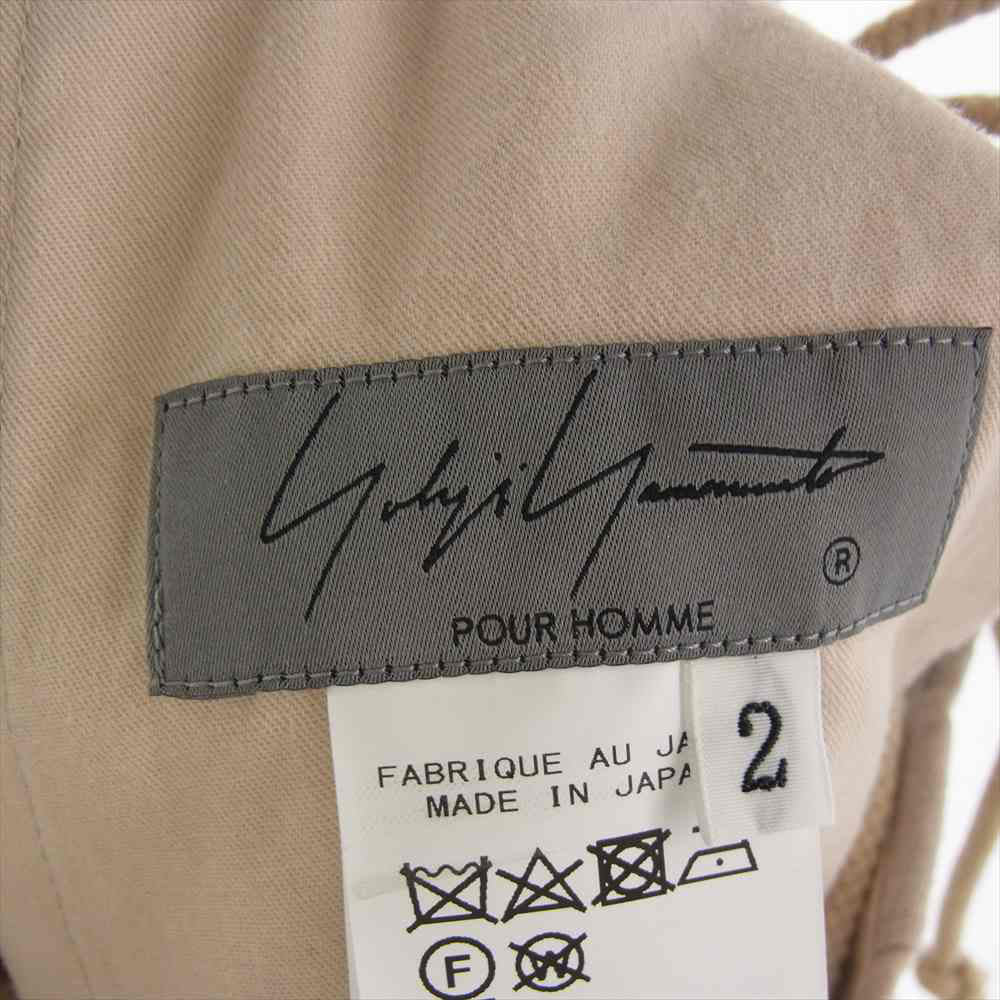 Yohji Yamamoto
®
POUR HOMME
2
FABRIQUE AU JA
MADE IN JAPA
F
W